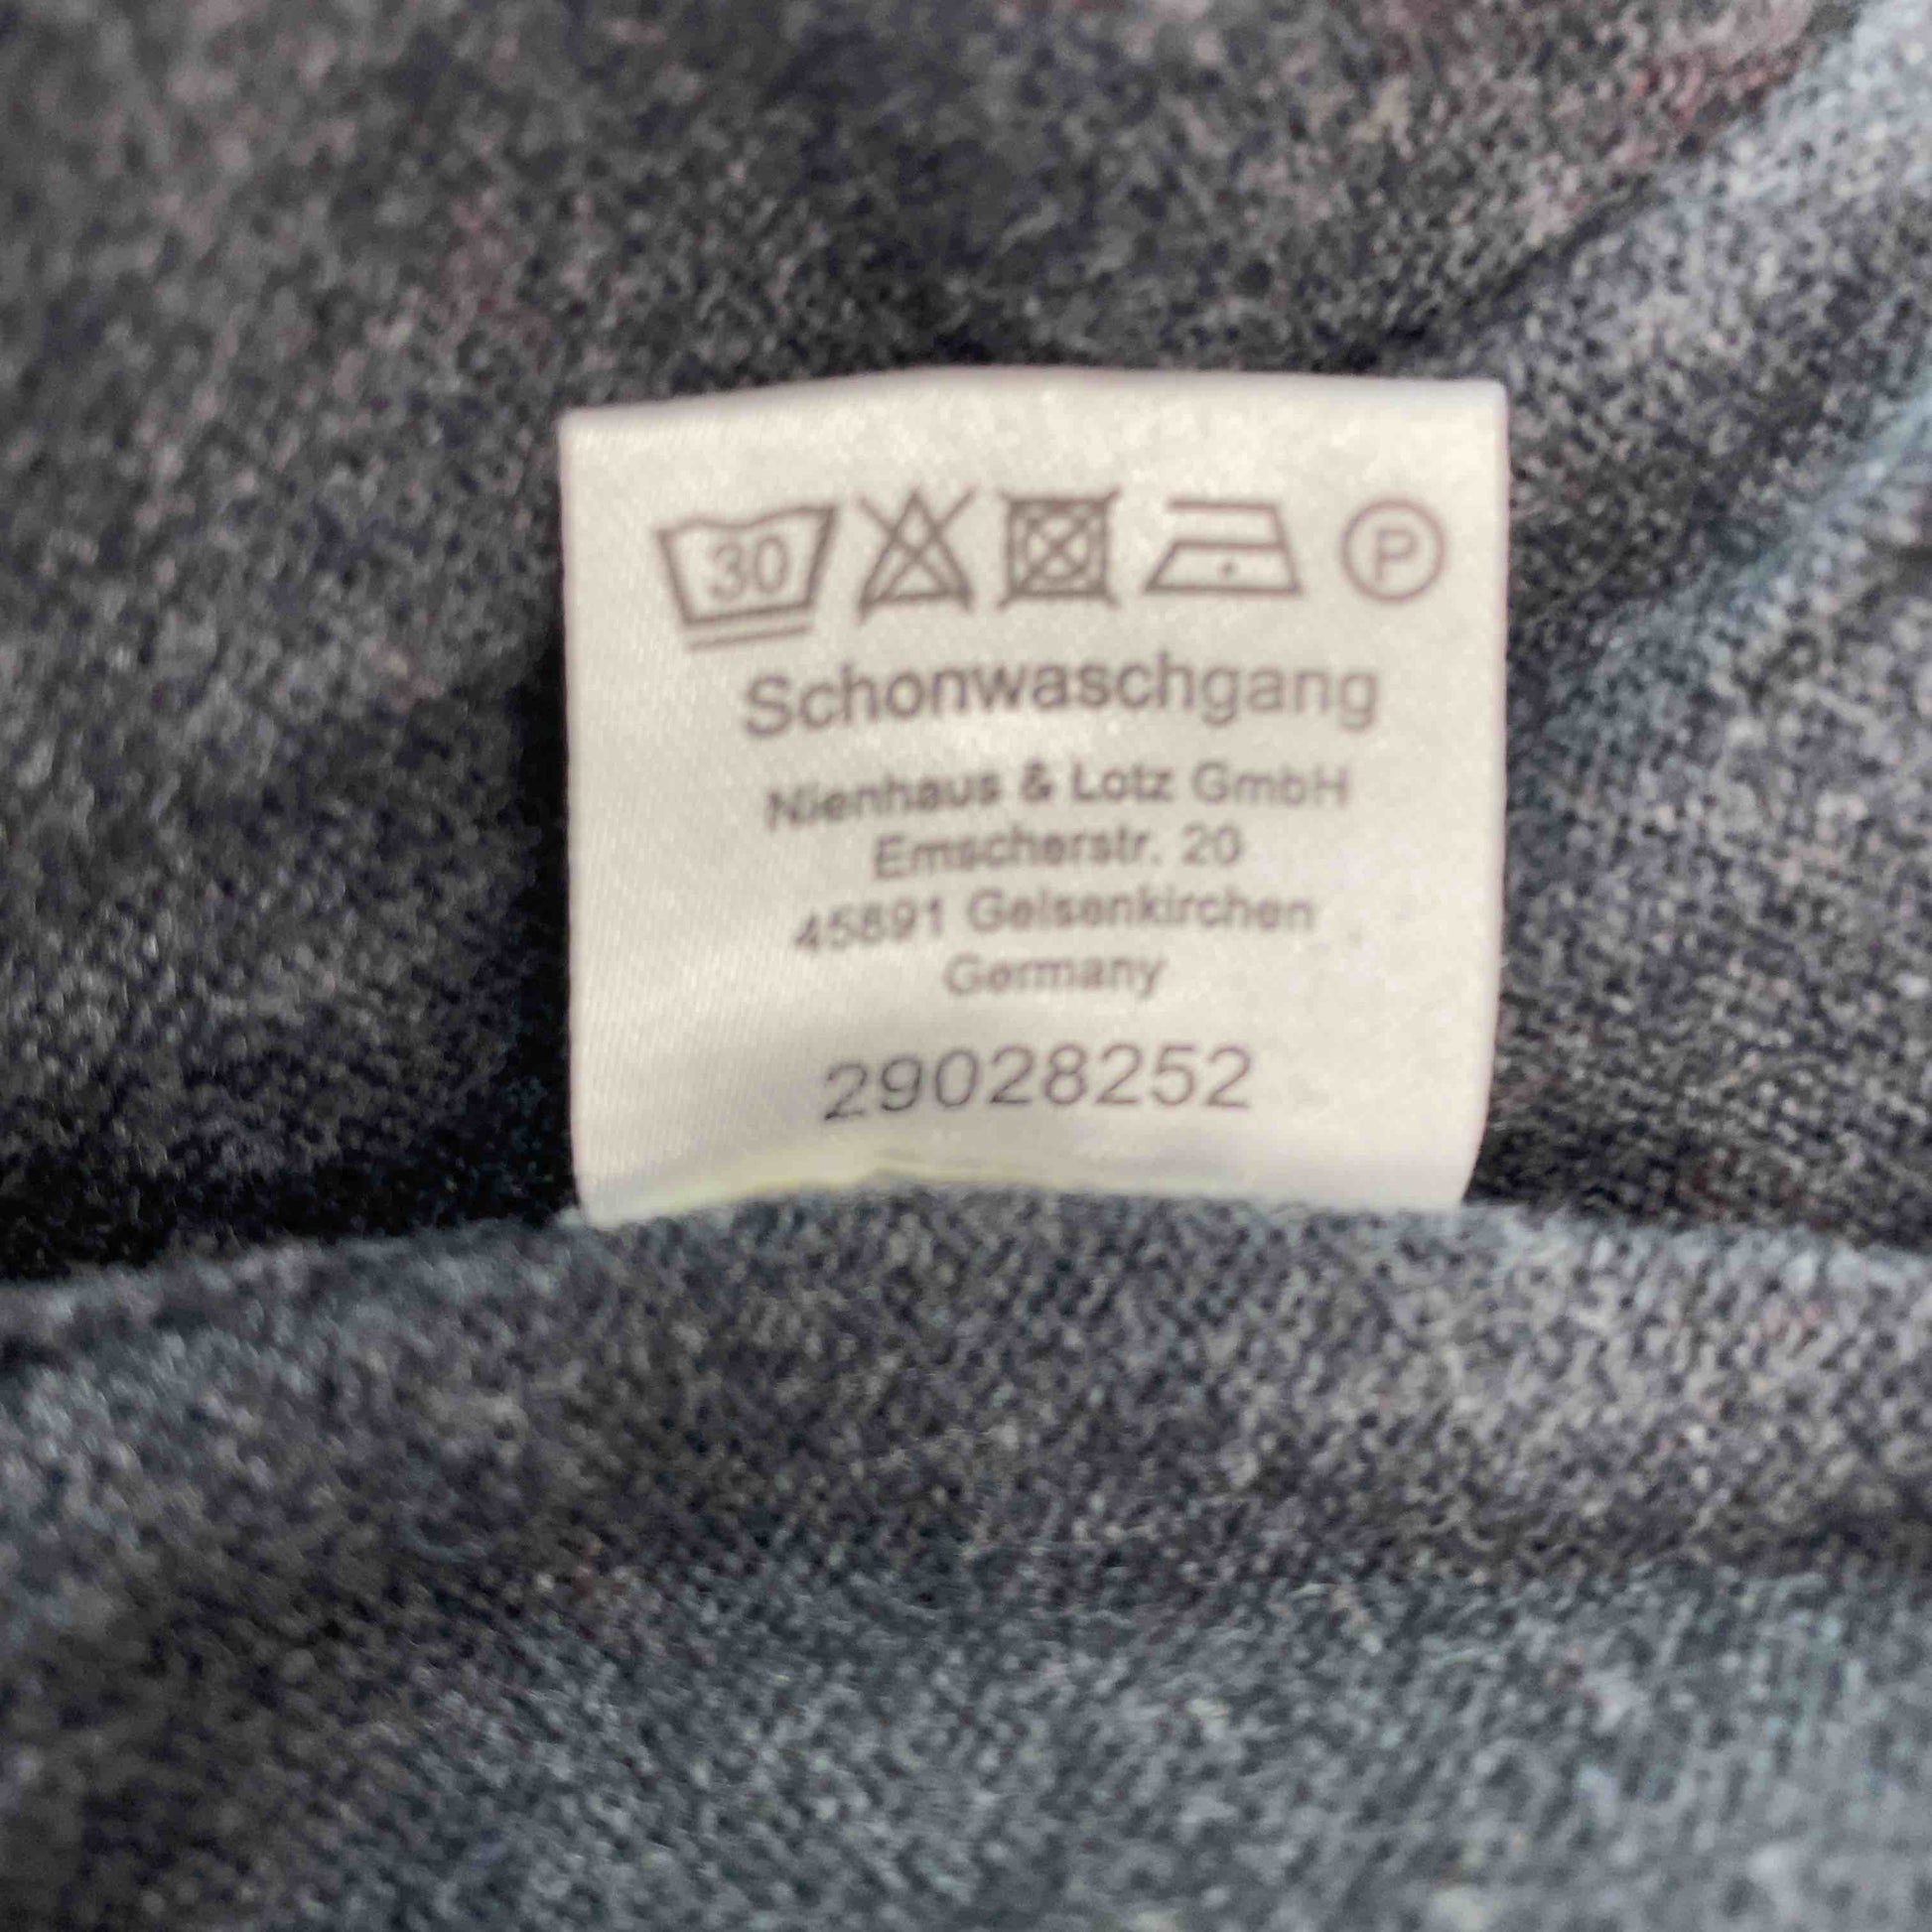 30 P
Schonwaschgang
Nienhaus & Lotz GmbH
Emscherstr. 20
45891 Gelsenkirchen
Germany
29028252